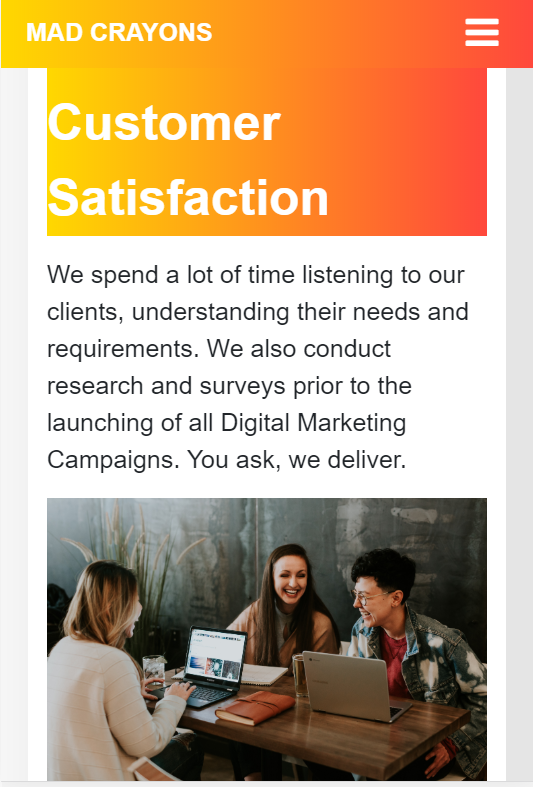 MAD CRAYONS
Customer
Satisfaction
We spend a lot of time listening to our
clients, understanding their needs and
requirements. We also conduct
research and surveys prior to the
launching of all Digital Marketing
Campaigns. You ask, we deliver.